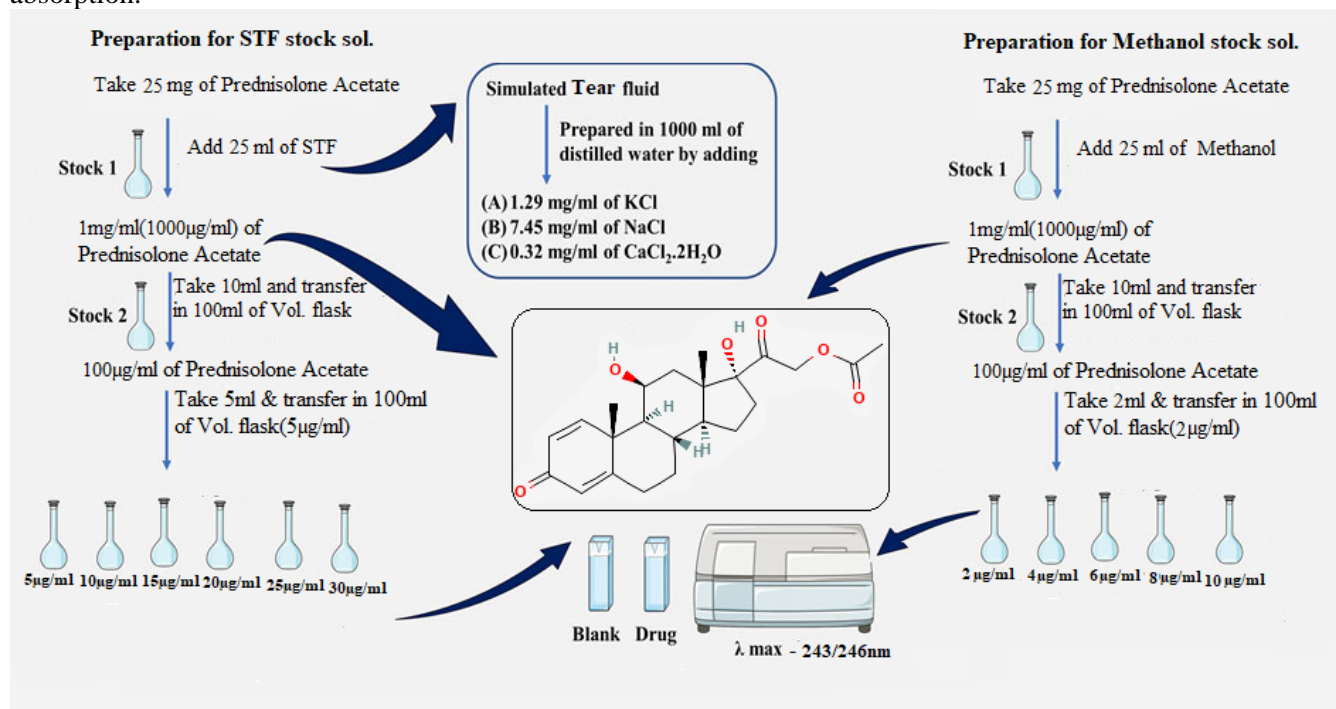 absorption.
Preparation for STF stock sol.
Take 25 mg of Prednisolone Acetate
Add 25 ml of STF
Stock 1
1mg/ml(1000µg/ml) of
Prednisolone Acetate
Take 10ml and transfer
in 100ml of Vol. flask
Stock 2
100µg/ml of Prednisolone Acetate
Take 5ml & transfer in 100ml
of Vol. flask(5µg/ml)
5µg/ml 10µg/ml 15µg/ml 20µg/ml 25µg/ml 30µg/ml
Simulated Tear fluid
Prepared in 1000 ml of
distilled water by adding
(A) 1.29 mg/ml of KCl
(B) 7.45 mg/ml of NaCl
(C) 0.32 mg/ml of CaCl₂.2H₂O
H
O
H
O
O
O
O
H
H
H
O
Blank Drug
λ max - 243/246nm
Preparation for Methanol stock sol.
Take 25 mg of Prednisolone Acetate
Add 25 ml of Methanol
Stock 1
1mg/ml(1000µg/ml) of
Prednisolone Acetate
Take 10ml and transfer
in 100ml of Vol. flask
Stock 2
100µg/ml of Prednisolone Acetate
Take 2ml & transfer in 100ml
of Vol. flask(2µg/ml)
2 µg/ml 4µg/ml 6µg/ml 8µg/ml 10 µg/ml